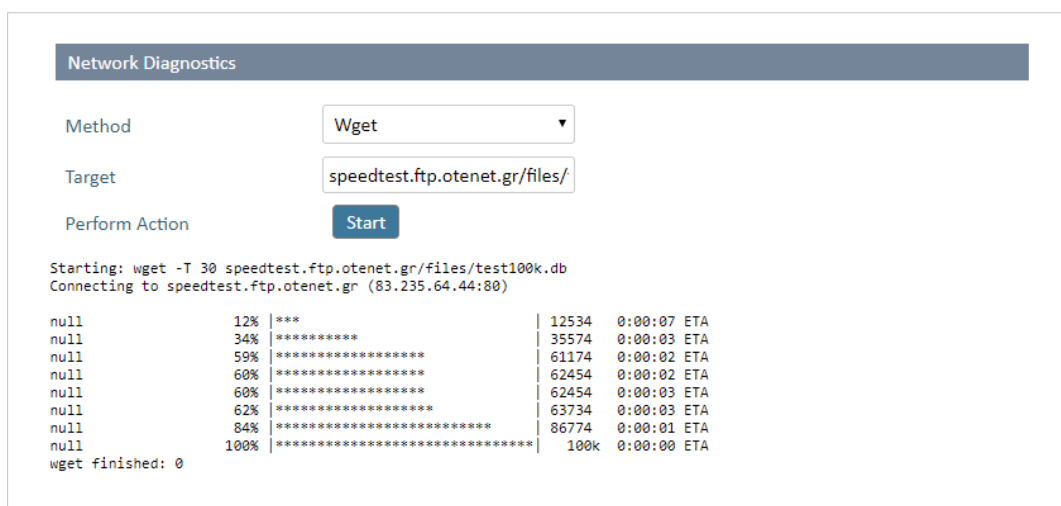 Network Diagnostics
Method Wget
Target speedtest.ftp.otenet.gr/files/
Perform Action Start
Starting: wget -T 30 speedtest.ftp.otenet.gr/files/test100k.db
Connecting to speedtest.ftp.otenet.gr (83.235.64.44:80)
null 12% |*** | 12534 0:00:07 ETA
null 34% |********** | 35574 0:00:03 ETA
null 59% |****************** | 61174 0:00:02 ETA
null 60% |****************** | 62454 0:00:02 ETA
null 60% |****************** | 62454 0:00:03 ETA
null 62% |******************* | 63734 0:00:03 ETA
null 84% |************************** | 86774 0:00:01 ETA
null 100% |*******************************| 100k 0:00:00 ETA
wget finished: 0